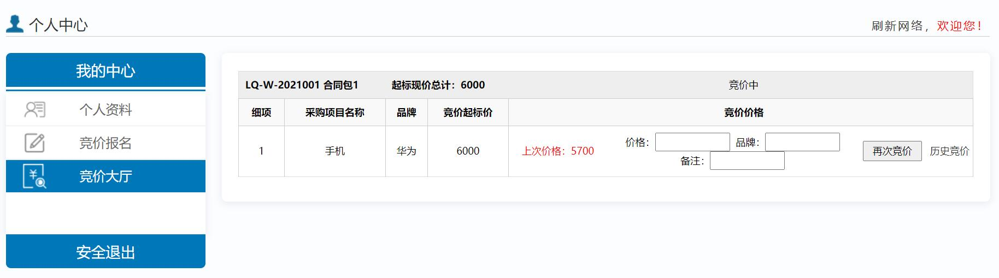 个人中心
刷新网络，欢迎您！
我的中心
个人资料
竞价报名
竞价大厅
安全退出
LQ-W-2021001 合同包1 起标现价总计：6000 竞价中
细项 采购项目名称 品牌 竞价起标价 竞价价格
1 手机 华为 6000 上次价格：5700 价格： 品牌： 再次竞价 历史竞价
备注：